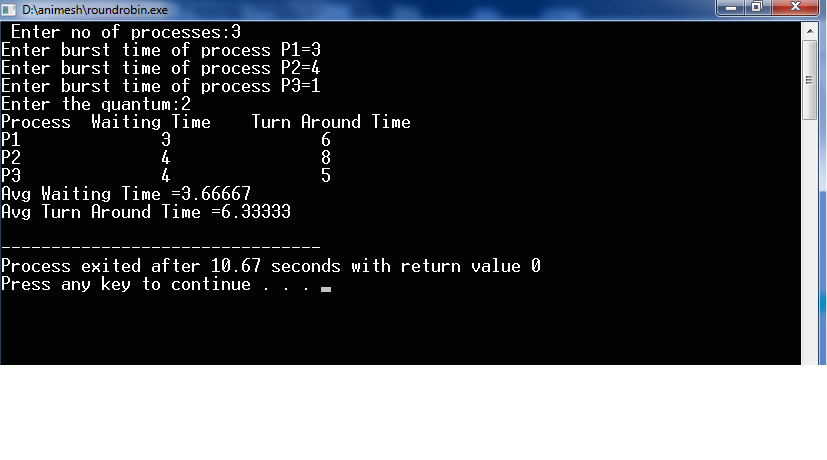 D:\animesh\roundrobin.exe
Enter no of processes:3
Enter burst time of process P1=3
Enter burst time of process P2=4
Enter burst time of process P3=1
Enter the quantum:2
Process  Waiting Time    Turn Around Time
P1              3               6
P2              4               8
P3              4               5
Avg Waiting Time =3.66667
Avg Turn Around Time =6.33333
--------------------------------
Process exited after 10.67 seconds with return value 0
Press any key to continue . . .